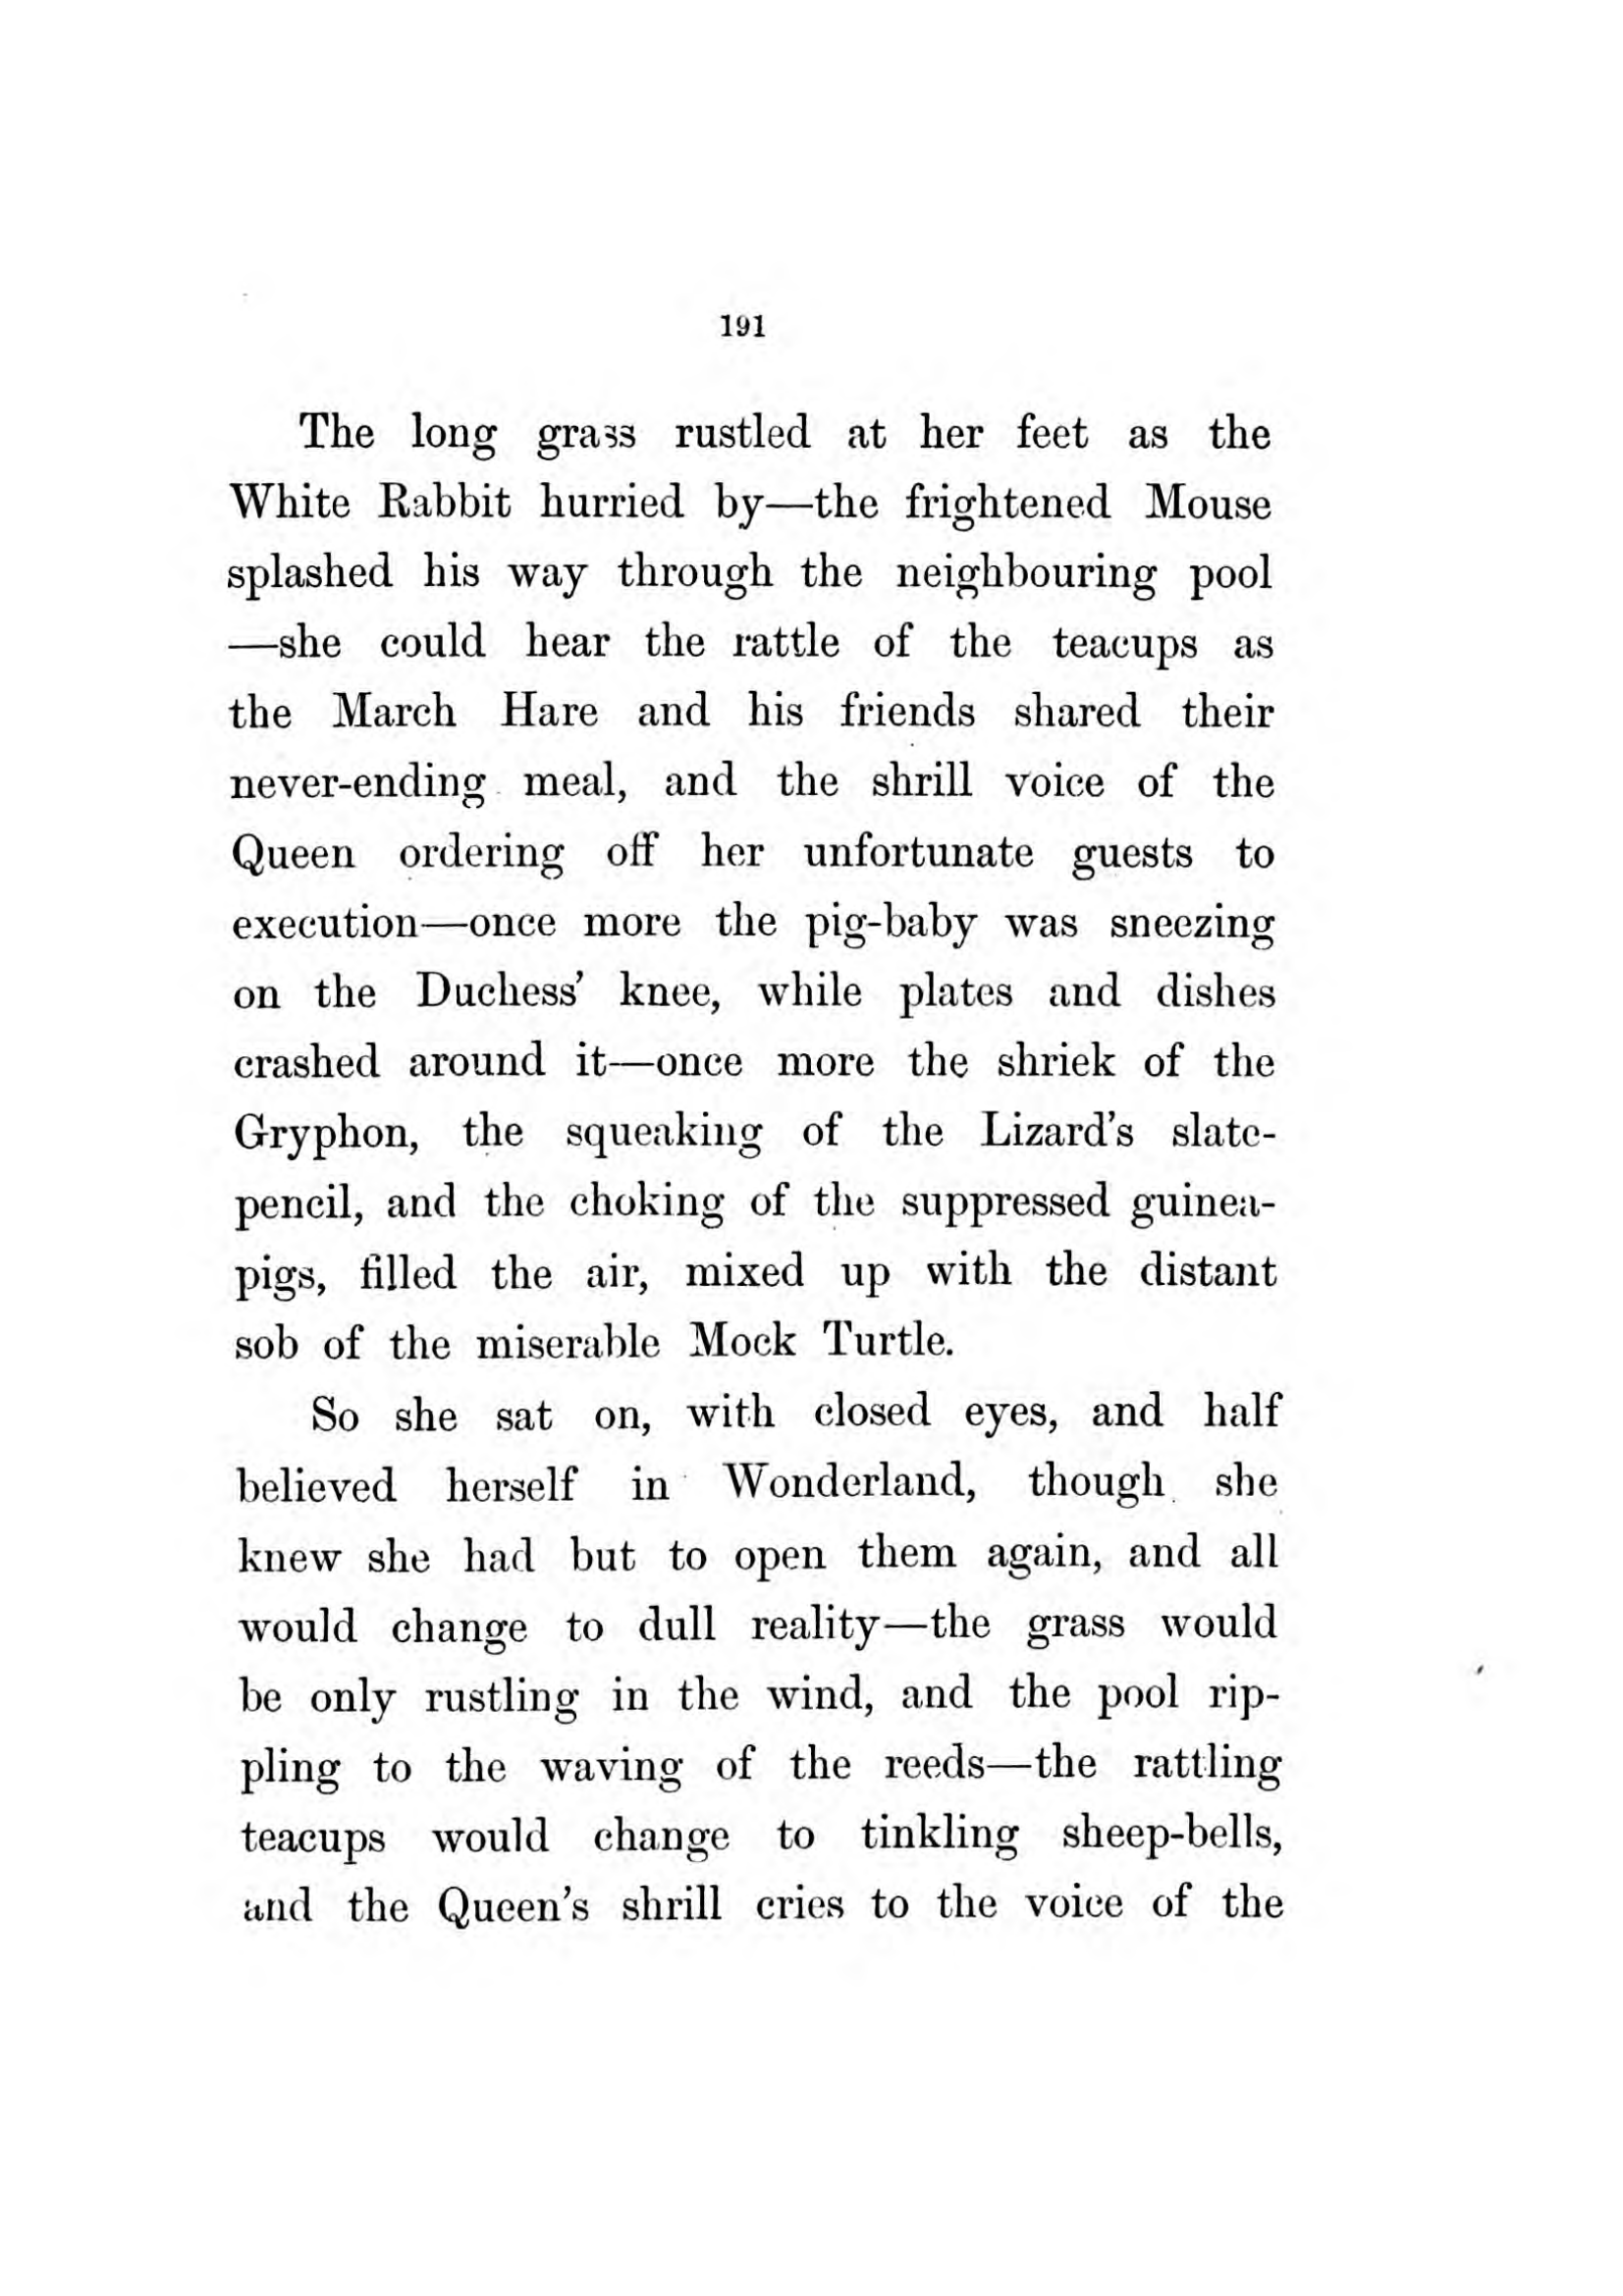 191
The long grass rustled at her feet as the
White Rabbit hurried by—the frightened Mouse
splashed his way through the neighbouring pool
—she could hear the rattle of the teacups as
the March Hare and his friends shared their
never-ending meal, and the shrill voice of the
Queen ordering off her unfortunate guests to
execution—once more the pig-baby was sneezing
on the Duchess’ knee, while plates and dishes
crashed around it—once more the shriek of the
Gryphon, the squeaking of the Lizard’s slate-
pencil, and the choking of the suppressed guinea-
pigs, filled the air, mixed up with the distant
sob of the miserable Mock Turtle.
So she sat on, with closed eyes, and half
believed herself in Wonderland, though she
knew she had but to open them again, and all
would change to dull reality—the grass would
be only rustling in the wind, and the pool rip-
pling to the waving of the reeds—the rattling
teacups would change to tinkling sheep-bells,
and the Queen’s shrill cries to the voice of the